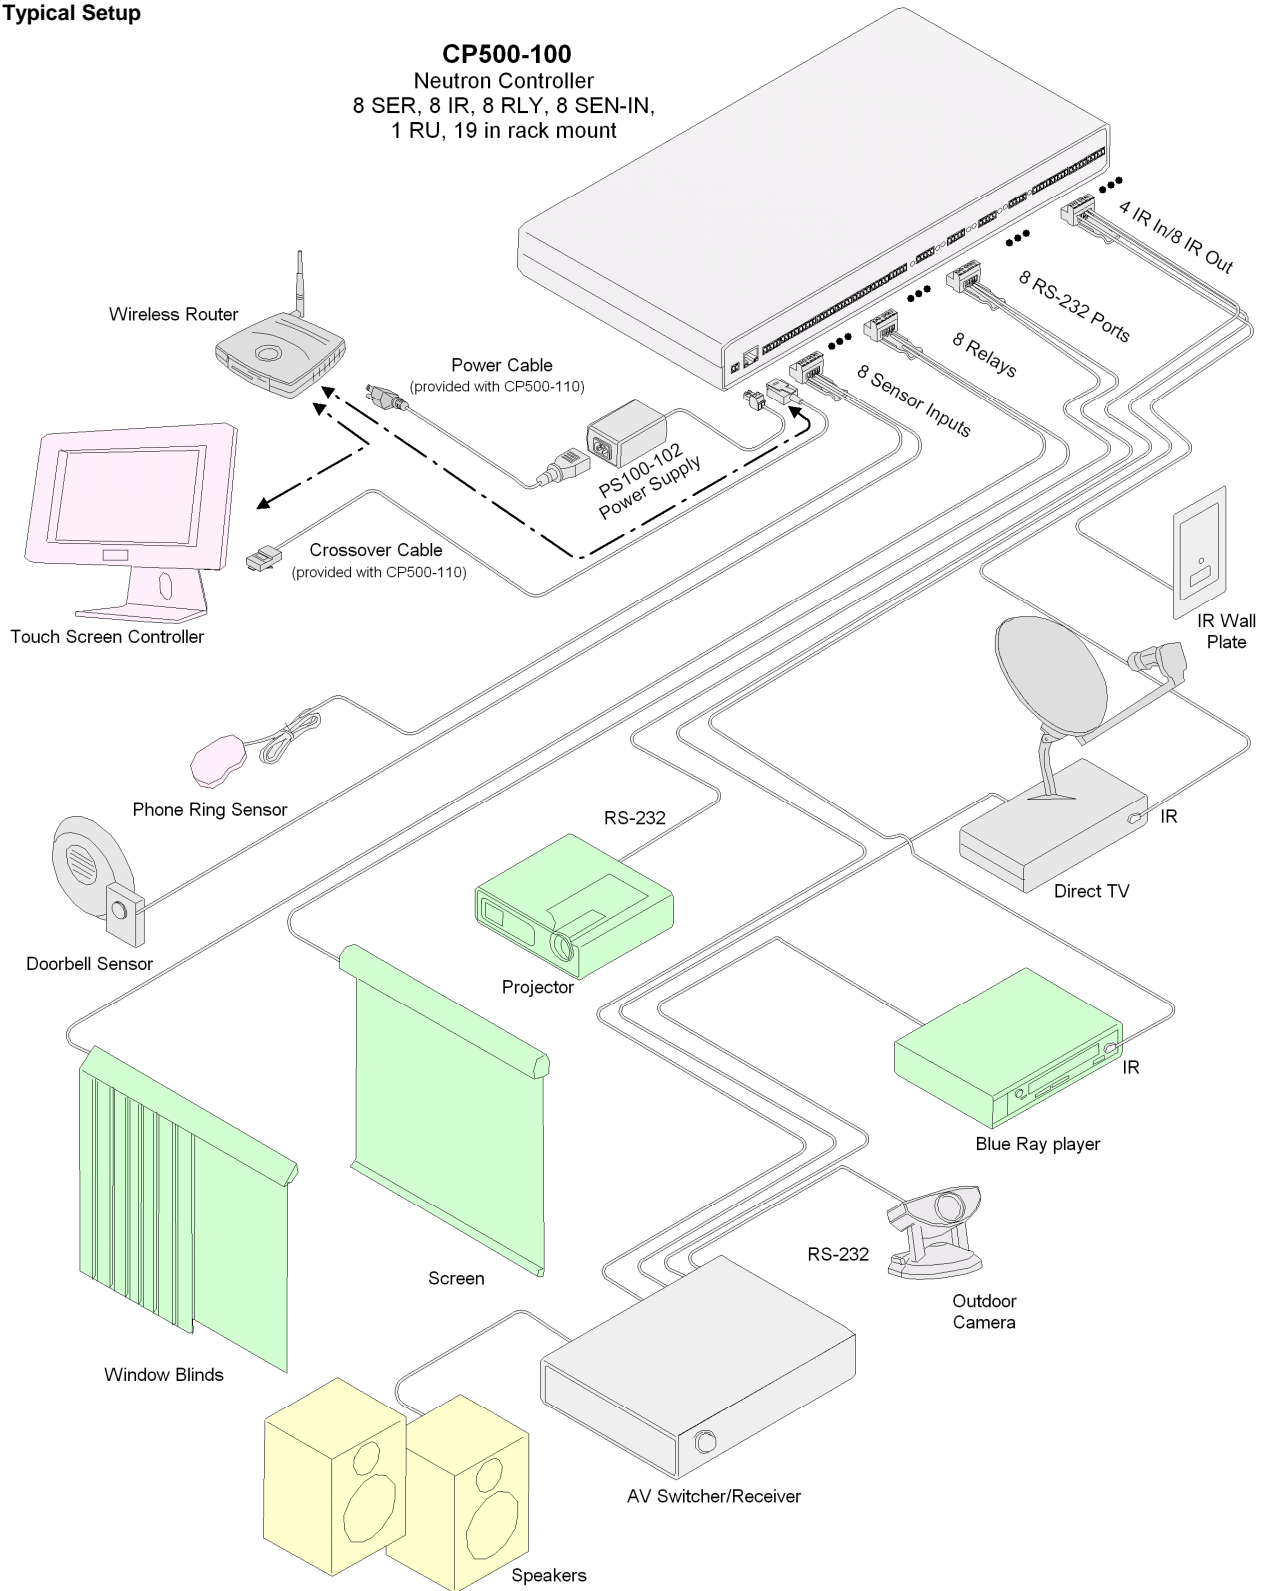 Typical Setup
CP500-100
Neutron Controller
8 SER, 8 IR, 8 RLY, 8 SEN-IN,
1 RU, 19 in rack mount
4 IR In/8 IR Out
8 RS-232 Ports
8 Relays
8 Sensor Inputs
Wireless Router
Power Cable
(provided with CP500-110)
PS100-102
Power Supply
Crossover Cable
(provided with CP500-110)
Touch Screen Controller
IR Wall
Plate
Phone Ring Sensor
RS-232
IR
Direct TV
Doorbell Sensor
Projector
IR
Blue Ray player
RS-232
Screen
Outdoor
Camera
Window Blinds
AV Switcher/Receiver
Speakers